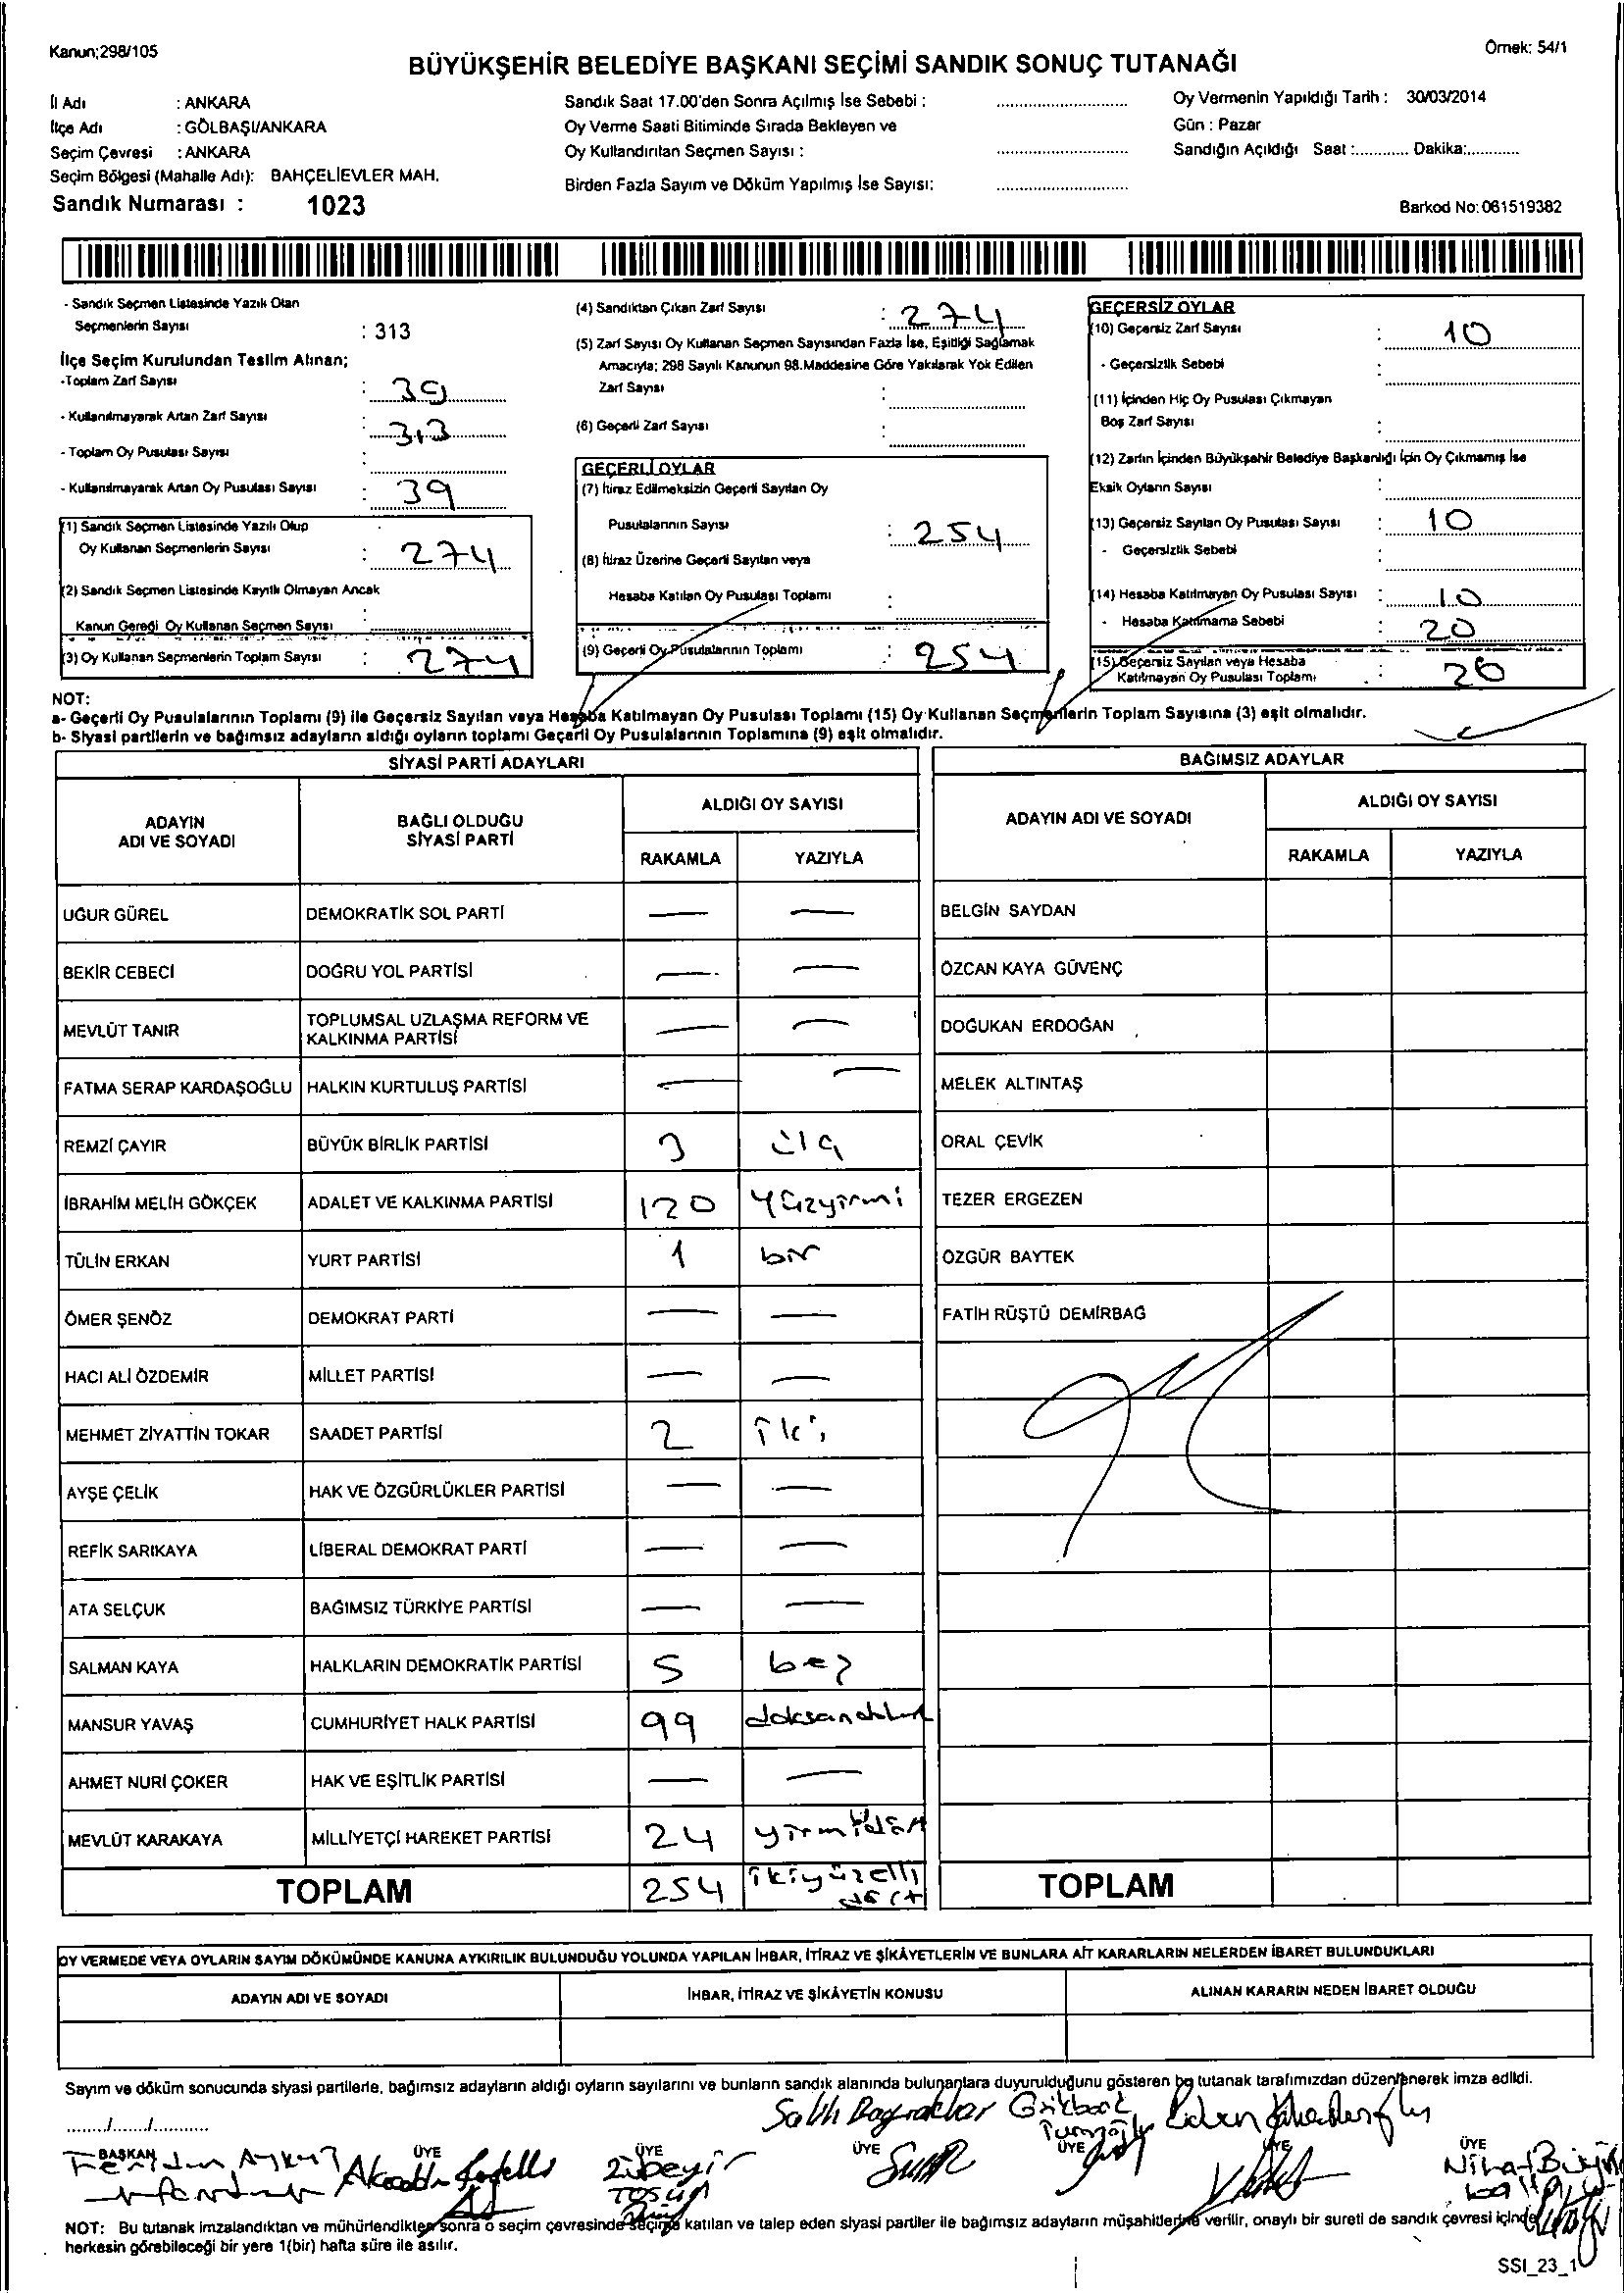 Kanun;298/105
Örnek: 54/1
BÜYÜKŞEHİR BELEDİYE BAŞKANI SEÇİMİ SANDIK SONUÇ TUTANAĞI
İl Adı : ANKARA
İlçe Adı : GÖLBAŞI/ANKARA
Seçim Çevresi : ANKARA
Seçim Bölgesi (Mahalle Adı): BAHÇELİEVLER MAH.
Sandık Numarası : 1023
Sandık Saat 17.00'den Sonra Açılmış İse Sebebi : ............
Oy Verme Saati Bitiminde Sırada Bekleyen ve
Oy Kullandırılan Seçmen Sayısı : ............
Birden Fazla Sayım ve Döküm Yapılmış İse Sayısı: ............
Oy Vermenin Yapıldığı Tarih : 30/03/2014
Gün : Pazar
Sandığın Açıldığı Saat :............ Dakika:............
Barkod No:061519382
- Sandık Seçmen Listesinde Yazılı Olan
Seçmenlerin Sayısı : 313
İlçe Seçim Kurulundan Teslim Alınan;
-Toplam Zarf Sayısı : 39
- Kullanılmayarak Artan Zarf Sayısı : 313
- Toplam Oy Pusulası Sayısı :
- Kullanılmayarak Artan Oy Pusulası Sayısı : 39
(1) Sandık Seçmen Listesinde Yazılı Olup
Oy Kullanan Seçmenlerin Sayısı : 274
(2) Sandık Seçmen Listesinde Kayıtlı Olmayan Ancak
Kanun Gereği Oy Kullanan Seçmen Sayısı :
(3) Oy Kullanan Seçmenlerin Toplam Sayısı : 274
(4) Sandıktan Çıkan Zarf Sayısı : 274
(5) Zarf Sayısı Oy Kullanan Seçmen Sayısından Fazla İse, Eşitliği Sağlamak
Amacıyla; 298 Sayılı Kanunun 98.Maddesine Göre Yakılarak Yok Edilen
Zarf Sayısı :
(6) Geçerli Zarf Sayısı :
GEÇERLİ OYLAR
(7) İtiraz Edilmeksizin Geçerli Sayılan Oy
Pusulalarının Sayısı : 254
(8) İtiraz Üzerine Geçerli Sayılan veya
Hesaba Katılan Oy Pusulası Toplamı :
(9) Geçerli Oy Pusulalarının Toplamı : 254
GEÇERSİZ OYLAR
(10) Geçersiz Zarf Sayısı : 10
- Geçersizlik Sebebi :
(11) İçinden Hiç Oy Pusulası Çıkmayan
Boş Zarf Sayısı :
(12) Zarfın İçinden Büyükşehir Belediye Başkanlığı İçin Oy Çıkmamış İse
Eksik Oyların Sayısı :
(13) Geçersiz Sayılan Oy Pusulası Sayısı : 10
- Geçersizlik Sebebi :
(14) Hesaba Katılmayan Oy Pusulası Sayısı : 10
- Hesaba Katılmama Sebebi : 20
(15) Geçersiz Sayılan veya Hesaba
Katılmayan Oy Pusulası Toplamı : 20
NOT:
a- Geçerli Oy Pusulalarının Toplamı (9) ile Geçersiz Sayılan veya Hesaba Katılmayan Oy Pusulası Toplamı (15) Oy Kullanan Seçmenlerin Toplam Sayısına (3) eşit olmalıdır.
b- Siyasi partilerin ve bağımsız adayların aldığı oyların toplamı Geçerli Oy Pusulalarının Toplamına (9) eşit olmalıdır.
SİYASİ PARTİ ADAYLARI
ADAYIN ADI VE SOYADI
BAĞLI OLDUĞU SİYASİ PARTİ
ALDIĞI OY SAYISI
RAKAMLA YAZIYLA
UĞUR GÜREL DEMOKRATİK SOL PARTİ — —
BEKİR CEBECİ DOĞRU YOL PARTİSİ — —
MEVLÜT TANIR TOPLUMSAL UZLAŞMA REFORM VE KALKINMA PARTİSİ — —
FATMA SERAP KARDAŞOĞLU HALKIN KURTULUŞ PARTİSİ — —
REMZİ ÇAYIR BÜYÜK BİRLİK PARTİSİ 3 üç
İBRAHİM MELİH GÖKÇEK ADALET VE KALKINMA PARTİSİ 120 yüzyirmi
TÜLİN ERKAN YURT PARTİSİ 1 bir
ÖMER ŞENÖZ DEMOKRAT PARTİ — —
HACI ALİ ÖZDEMİR MİLLET PARTİSİ — —
MEHMET ZİYATTİN TOKAR SAADET PARTİSİ 2 iki
AYŞE ÇELİK HAK VE ÖZGÜRLÜKLER PARTİSİ — —
REFİK SARIKAYA LİBERAL DEMOKRAT PARTİ — —
ATA SELÇUK BAĞIMSIZ TÜRKİYE PARTİSİ — —
SALMAN KAYA HALKLARIN DEMOKRATİK PARTİSİ 5 beş
MANSUR YAVAŞ CUMHURİYET HALK PARTİSİ 99
AHMET NURİ ÇOKER HAK VE EŞİTLİK PARTİSİ — —
MEVLÜT KARAKAYA MİLLİYETÇİ HAREKET PARTİSİ 24
TOPLAM 254 ikiyüzelli dört
BAĞIMSIZ ADAYLAR
ADAYIN ADI VE SOYADI
ALDIĞI OY SAYISI
RAKAMLA YAZIYLA
BELGİN SAYDAN
ÖZCAN KAYA GÜVENÇ
DOĞUKAN ERDOĞAN
MELEK ALTINTAŞ
ORAL ÇEVİK
TEZER ERGEZEN
ÖZGÜR BAYTEK
FATİH RÜŞTÜ DEMİRBAĞ
TOPLAM
OY VERMEDE VEYA OYLARIN SAYIM DÖKÜMÜNDE KANUNA AYKIRILIK BULUNDUĞU YOLUNDA YAPILAN İHBAR, İTİRAZ VE ŞİKÂYETLERİN VE BUNLARA AİT KARARLARIN NELERDEN İBARET BULUNDUKLARI
ADAYIN ADI VE SOYADI İHBAR, İTİRAZ VE ŞİKÂYETİN KONUSU ALINAN KARARIN NEDEN İBARET OLDUĞU
Sayım ve döküm sonucunda siyasi partilerle, bağımsız adayların aldığı oyların sayılarını ve bunların sandık alanında bulunanlara duyurulduğunu gösteren bu tutanak tarafımızdan düzenlenerek imza edildi.
......./......./...........
Salih Bayraktar
BAŞKAN ÜYE ÜYE ÜYE ÜYE ÜYE ÜYE
Zübeyir
TOSUN
NOT: Bu tutanak imzalandıktan ve mühürlendikten sonra o seçim çevresinde seçime katılan ve talep eden siyasi partiler ile bağımsız adayların müşahitlerine verilir, onaylı bir sureti de sandık çevresi içinde
herkesin görebileceği bir yere 1(bir) hafta süre ile asılır.
SSI_23_1